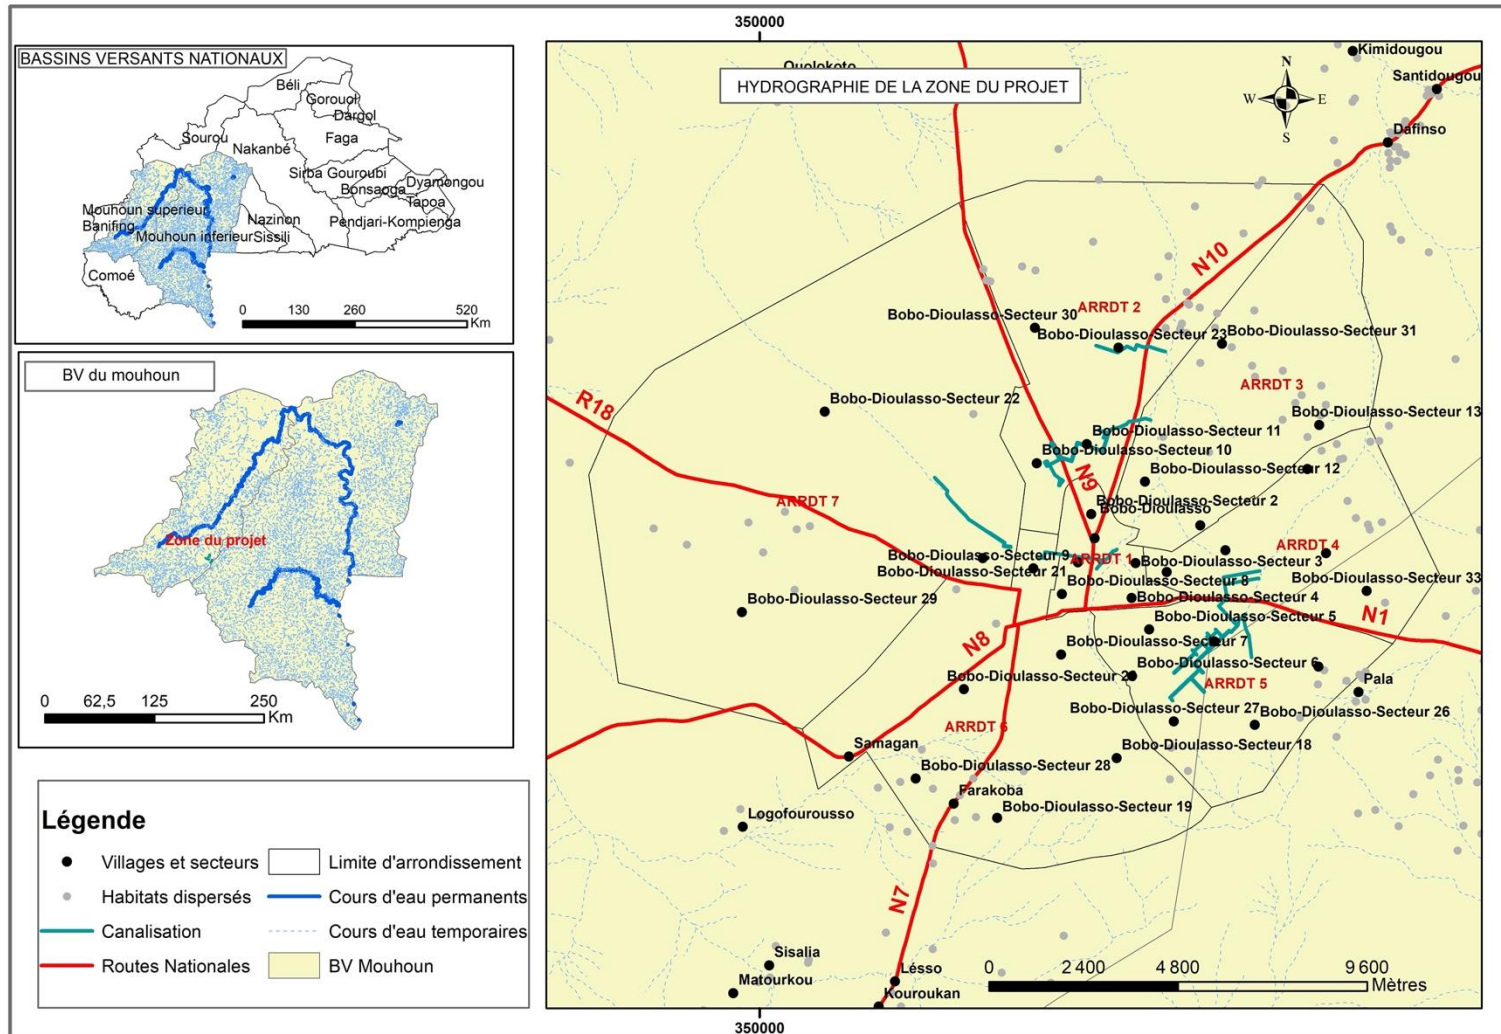 350000
BASSINS VERSANTS NATIONAUX
Béli
Gorouol
Dargol
Faga
Sourou
Nakanbé
Sirba Gouroubi
Bonsaoga
Dyamongou
Tapoa
Mouhoun superieur
Banifing
Nazinon
Pendjari-Kompienga
Mouhoun inferieur
Sissili
Comoé
0 130 260 520
Km
BV du mouhoun
Zone du projet
0 62,5 125 250
Km
Légende
Villages et secteurs
Limite d'arrondissement
Habitats dispersés
Cours d'eau permanents
Canalisation
Cours d'eau temporaires
Routes Nationales
BV Mouhoun
HYDROGRAPHIE DE LA ZONE DU PROJET
N
W E
S
Kimidougou
Santidougou
Dafinso
N10
ARRDT 2
Bobo-Dioulasso-Secteur 30
Bobo-Dioulasso-Secteur 23
Bobo-Dioulasso-Secteur 31
R18
ARRDT 3
Bobo-Dioulasso-Secteur 22
Bobo-Dioulasso-Secteur 13
Bobo-Dioulasso-Secteur 11
Bobo-Dioulasso-Secteur 10
N9
Bobo-Dioulasso-Secteur 12
ARRDT 7
Bobo-Dioulasso-Secteur 2
Bobo-Dioulasso
ARRDT 4
Bobo-Dioulasso-Secteur 9
ARRDT 1
Bobo-Dioulasso-Secteur 3
Bobo-Dioulasso-Secteur 21
Bobo-Dioulasso-Secteur 8
Bobo-Dioulasso-Secteur 33
Bobo-Dioulasso-Secteur 29
Bobo-Dioulasso-Secteur 4
Bobo-Dioulasso-Secteur 5
N1
N8
Bobo-Dioulasso-Secteur 7
Bobo-Dioulasso-Secteur 6
Bobo-Dioulasso-Secteur 2
ARRDT 5
Pala
Bobo-Dioulasso-Secteur 27
Bobo-Dioulasso-Secteur 26
ARRDT 6
Samagan
Bobo-Dioulasso-Secteur 18
Bobo-Dioulasso-Secteur 28
Farakoba
Logofourousso
Bobo-Dioulasso-Secteur 19
N7
Sisalia
Matourkou
Lésso
Kouroukan
0 2 400 4 800 9 600
Mètres
350000